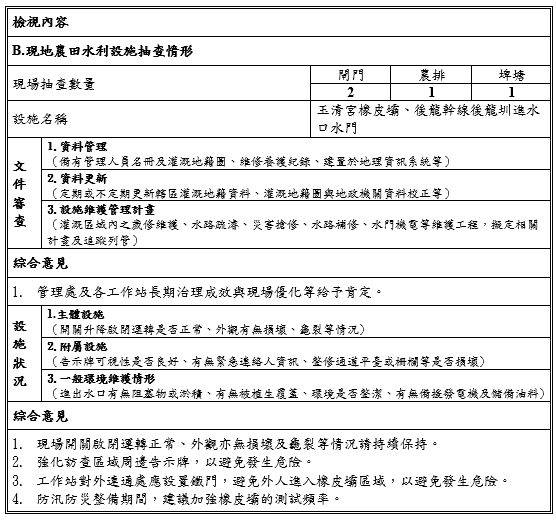 檢視內容
B.現地農田水利設施抽查情形
現場抽查數量
閘門 農排 埤塘
2 1 1
設施名稱
玉清宮橡皮壩、後龍幹線後龍圳進水
口水門
文件審查
1. 資料管理
(備有管理人員名冊及灌溉地籍圖、維修養護紀錄、建置於地理資訊系統等)
2. 資料更新
(定期或不定期更新轄區灌溉地籍資料、灌溉地籍圖與地政機關資料校正等)
3. 設施維護管理計畫
(灌溉區域內之歲修維護、水路疏濬、災害搶修、水路補修、水門機電等維護工程，擬定相關
計畫及追蹤列管)
綜合意見
1. 管理處及各工作站長期治理成效與現場優化等給予肯定。
設施狀況
1.主體設施
(開關升降啟閉運轉是否正常、外觀有無損壞、龜裂等情況)
2. 附屬設施
(告示牌可視性是否良好、有無緊急連絡人資訊、整修通道平臺或柵欄等是否損壞)
3. 一般環境維護情形
(進出水口有無阻塞物或淤積、有無被植生覆蓋、環境是否整潔、有無備援發電機及儲備油料)
綜合意見
1. 現場開關啟閉運轉正常、外觀亦無損壞及龜裂等情況請持續保持。
2. 強化訪查區域周邊告示牌，以避免發生危險。
3. 工作站對外連通處應設置鐵門，避免外人進入橡皮壩區域，以避免發生危險。
4. 防汛防災整備期間，建議加強橡皮壩的測試頻率。